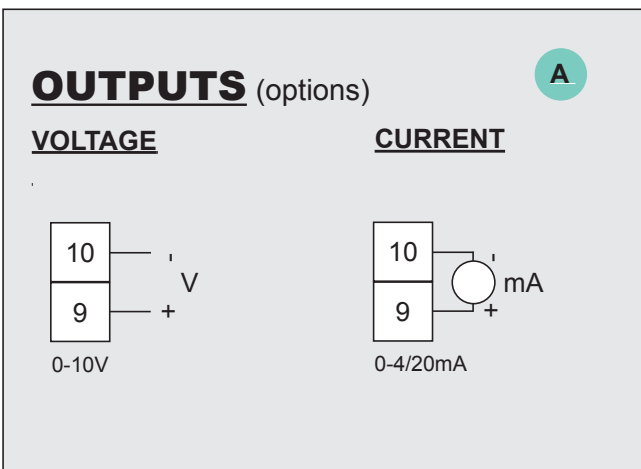 OUTPUTS (options)
A
VOLTAGE
CURRENT
10
-
V
9
+
0-10V
10
-
mA
9
+
0-4/20mA